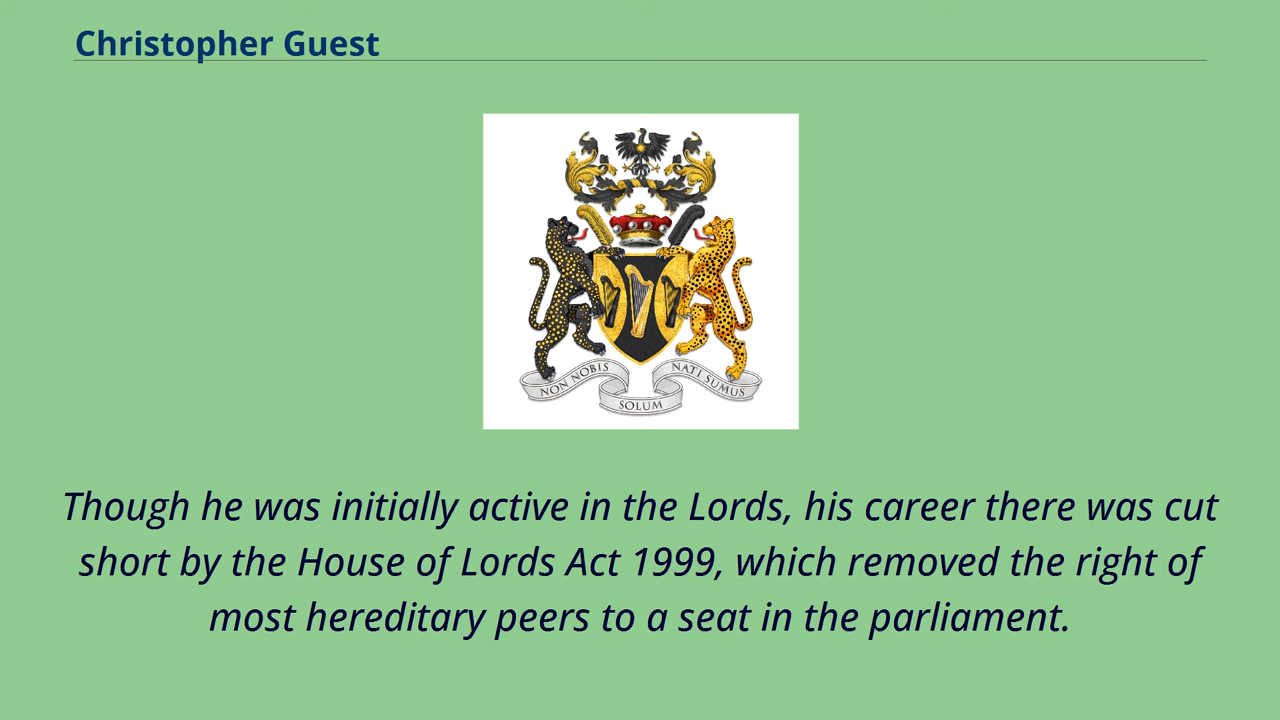 Christopher Guest
NON NOBIS
SOLUM
NATI SUMUS
Though he was initially active in the Lords, his career there was cut
short by the House of Lords Act 1999, which removed the right of
most hereditary peers to a seat in the parliament.